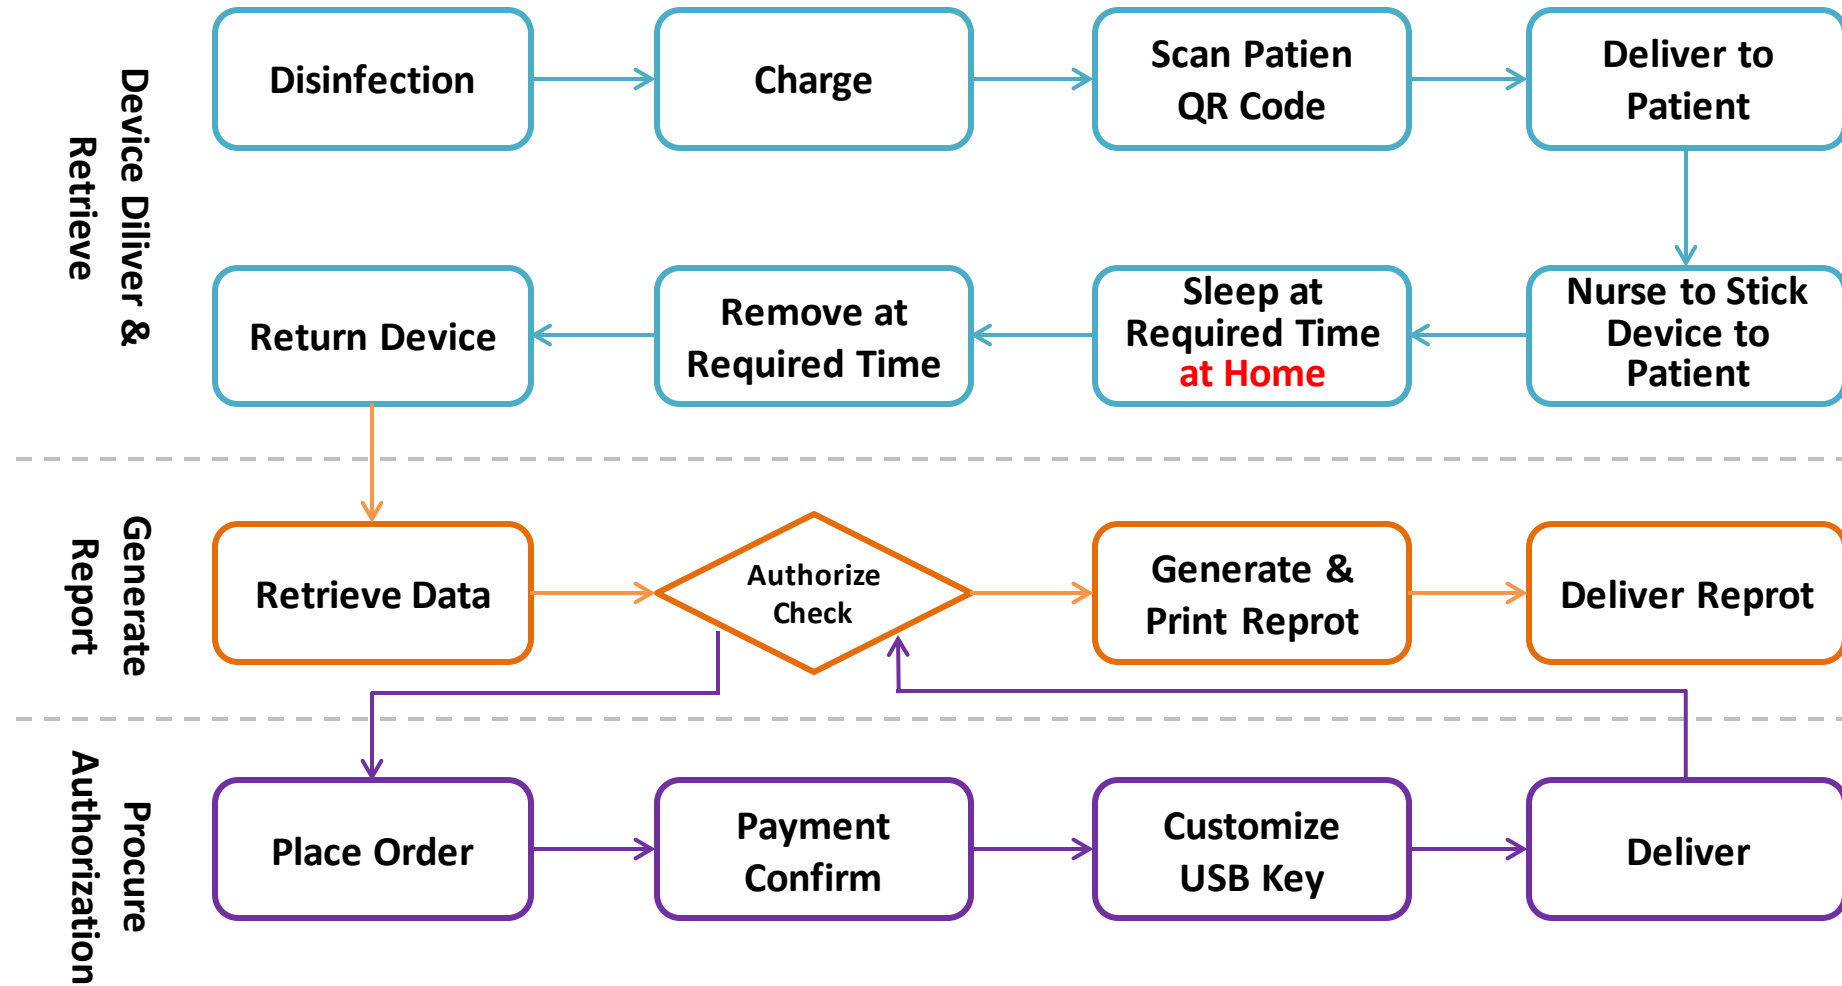 Device Diliver &
Retrieve
Disinfection
Charge
Scan Patien
QR Code
Deliver to
Patient
Return Device
Remove at
Required Time
Sleep at
Required Time
at Home
Nurse to Stick
Device to
Patient
Generate
Report
Retrieve Data
Authorize
Check
Generate &
Print Reprot
Deliver Reprot
Procure
Authorization
Place Order
Payment
Confirm
Customize
USB Key
Deliver